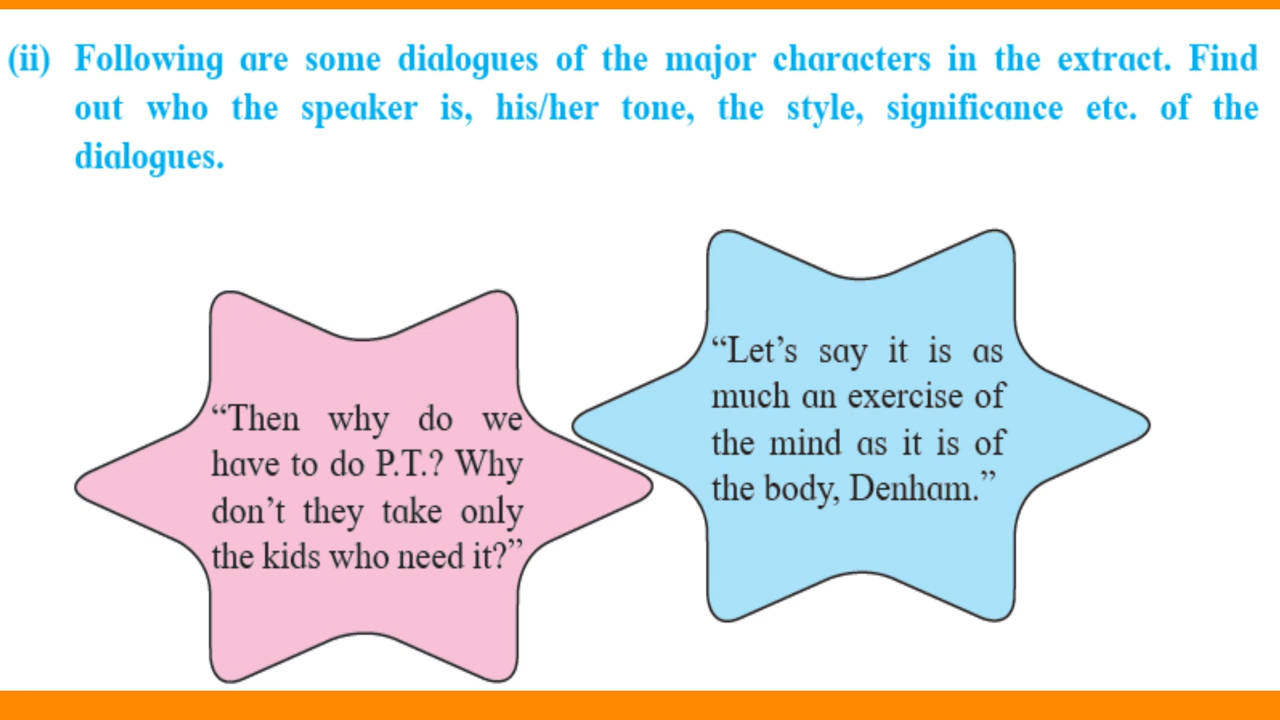 (ii) Following are some dialogues of the major characters in the extract. Find
out who the speaker is, his/her tone, the style, significance etc. of the
dialogues.
“Then why do we
have to do P.T.? Why
don’t they take only
the kids who need it?”
“Let’s say it is as
much an exercise of
the mind as it is of
the body, Denham.”